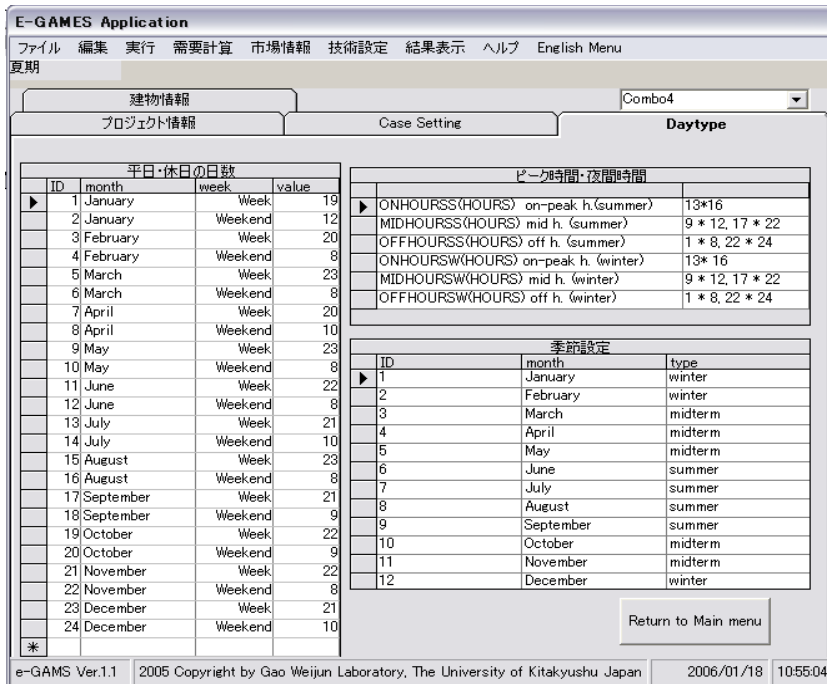 E-GAMES Application
ファイル 編集 実行 需要計算 市場情報 技術設定 結果表示 ヘルプ English Menu
夏期
建物情報
Combo4
プロジェクト情報 Case Setting Daytype
平日・休日の日数
ID month week value
1 January Week 19
2 January Weekend 12
3 February Week 20
4 February Weekend 8
5 March Week 23
6 March Weekend 8
7 April Week 20
8 April Weekend 10
9 May Week 23
10 May Weekend 8
11 June Week 22
12 June Weekend 8
13 July Week 21
14 July Weekend 10
15 August Week 23
16 August Weekend 8
17 September Week 21
18 September Weekend 9
19 October Week 22
20 October Weekend 9
21 November Week 22
22 November Weekend 8
23 December Week 21
24 December Weekend 10
ピーク時間・夜間時間
ONHOURSS(HOURS) on-peak h.(summer) 13*16
MIDHOURSS(HOURS) mid h. (summer) 9 * 12, 17 * 22
OFFHOURSS(HOURS) off h. (summer) 1 * 8, 22 * 24
ONHOURSW(HOURS) on-peak h. (winter) 13* 16
MIDHOURSW(HOURS) mid h. (winter) 9 * 12, 17 * 22
OFFHOURSW(HOURS) off h. (winter) 1 * 8, 22 * 24
季節設定
ID month type
1 January winter
2 February winter
3 March midterm
4 April midterm
5 May midterm
6 June summer
7 July summer
8 August summer
9 September summer
10 October midterm
11 November midterm
12 December winter
Return to Main menu
e-GAMS Ver.1.1 2005 Copyright by Gao Weijun Laboratory, The University of Kitakyushu Japan 2006/01/18 10:55:04